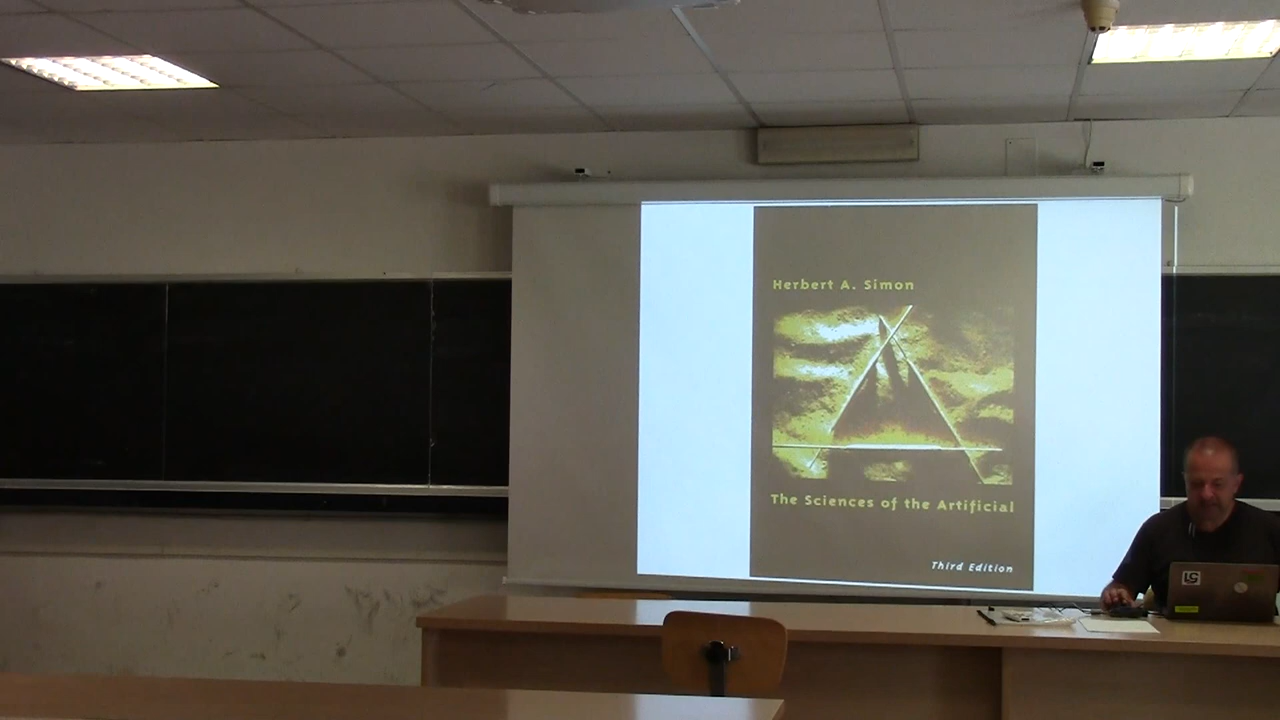 Herbert A. Simon
The Sciences of the Artificial
Third Edition